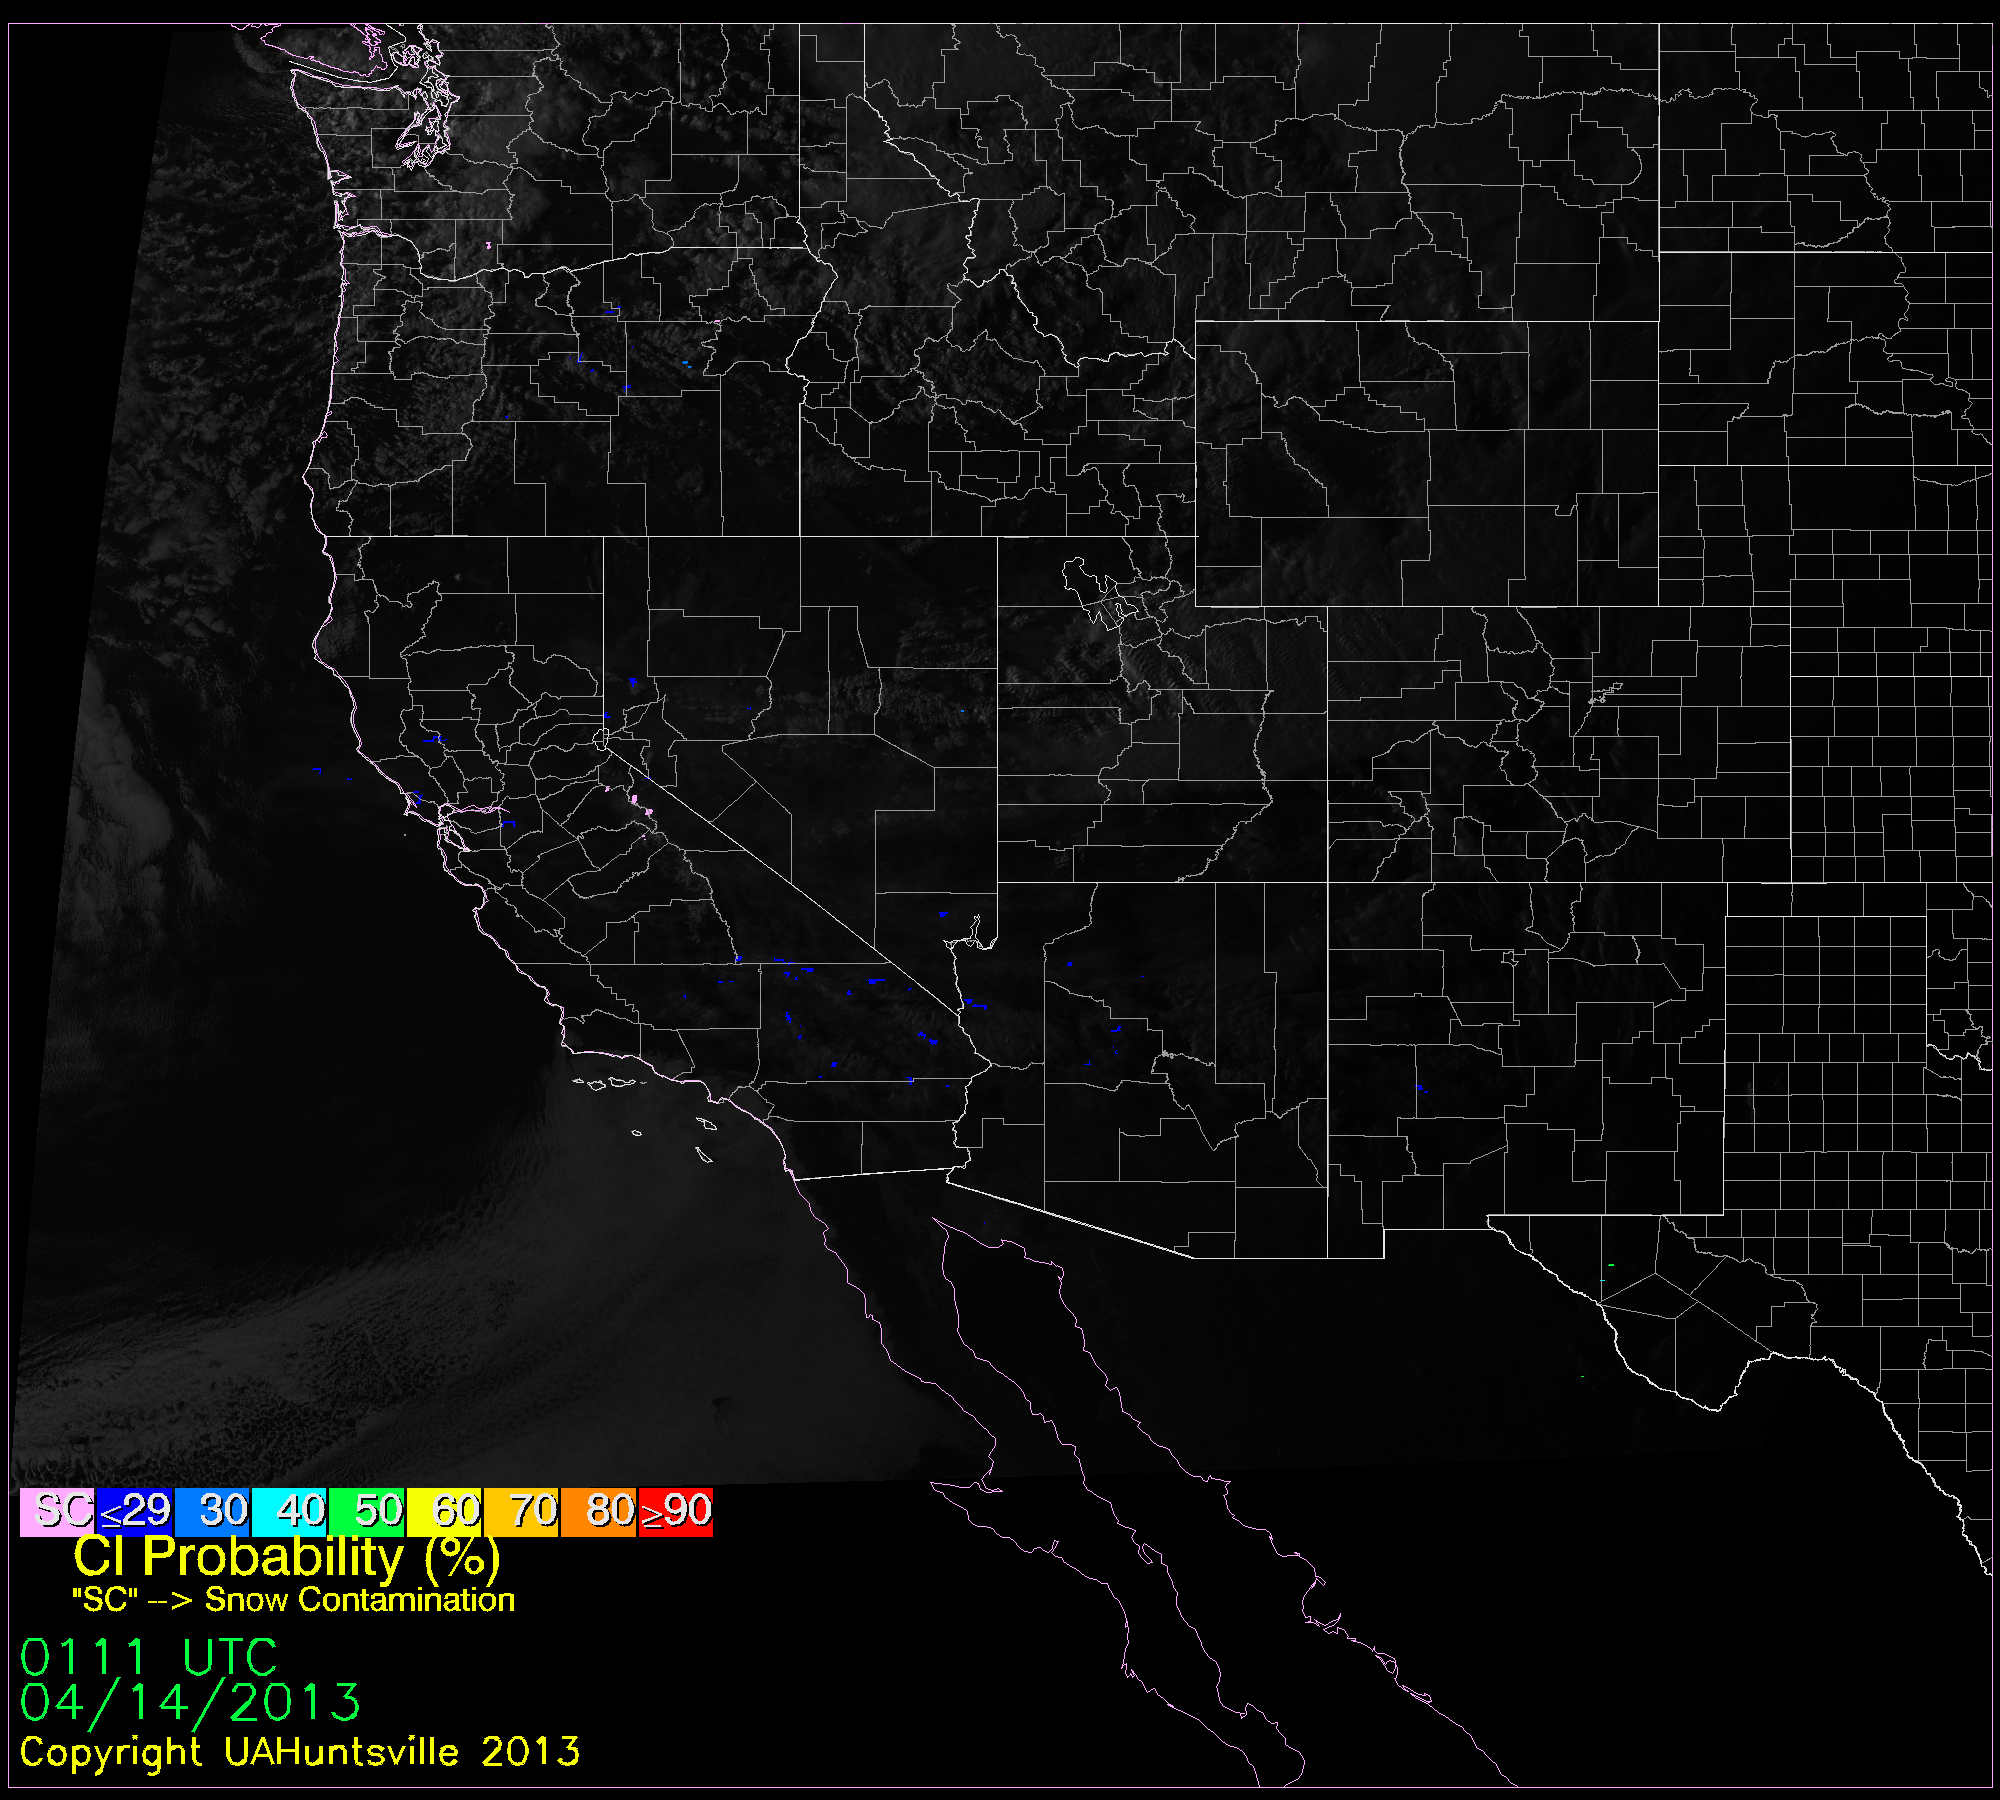 SC ≤29 30 40 50 60 70 80 ≥90
CI Probability (%)
"SC" --> Snow Contamination
0111 UTC
04/14/2013
Copyright UAHuntsville 2013